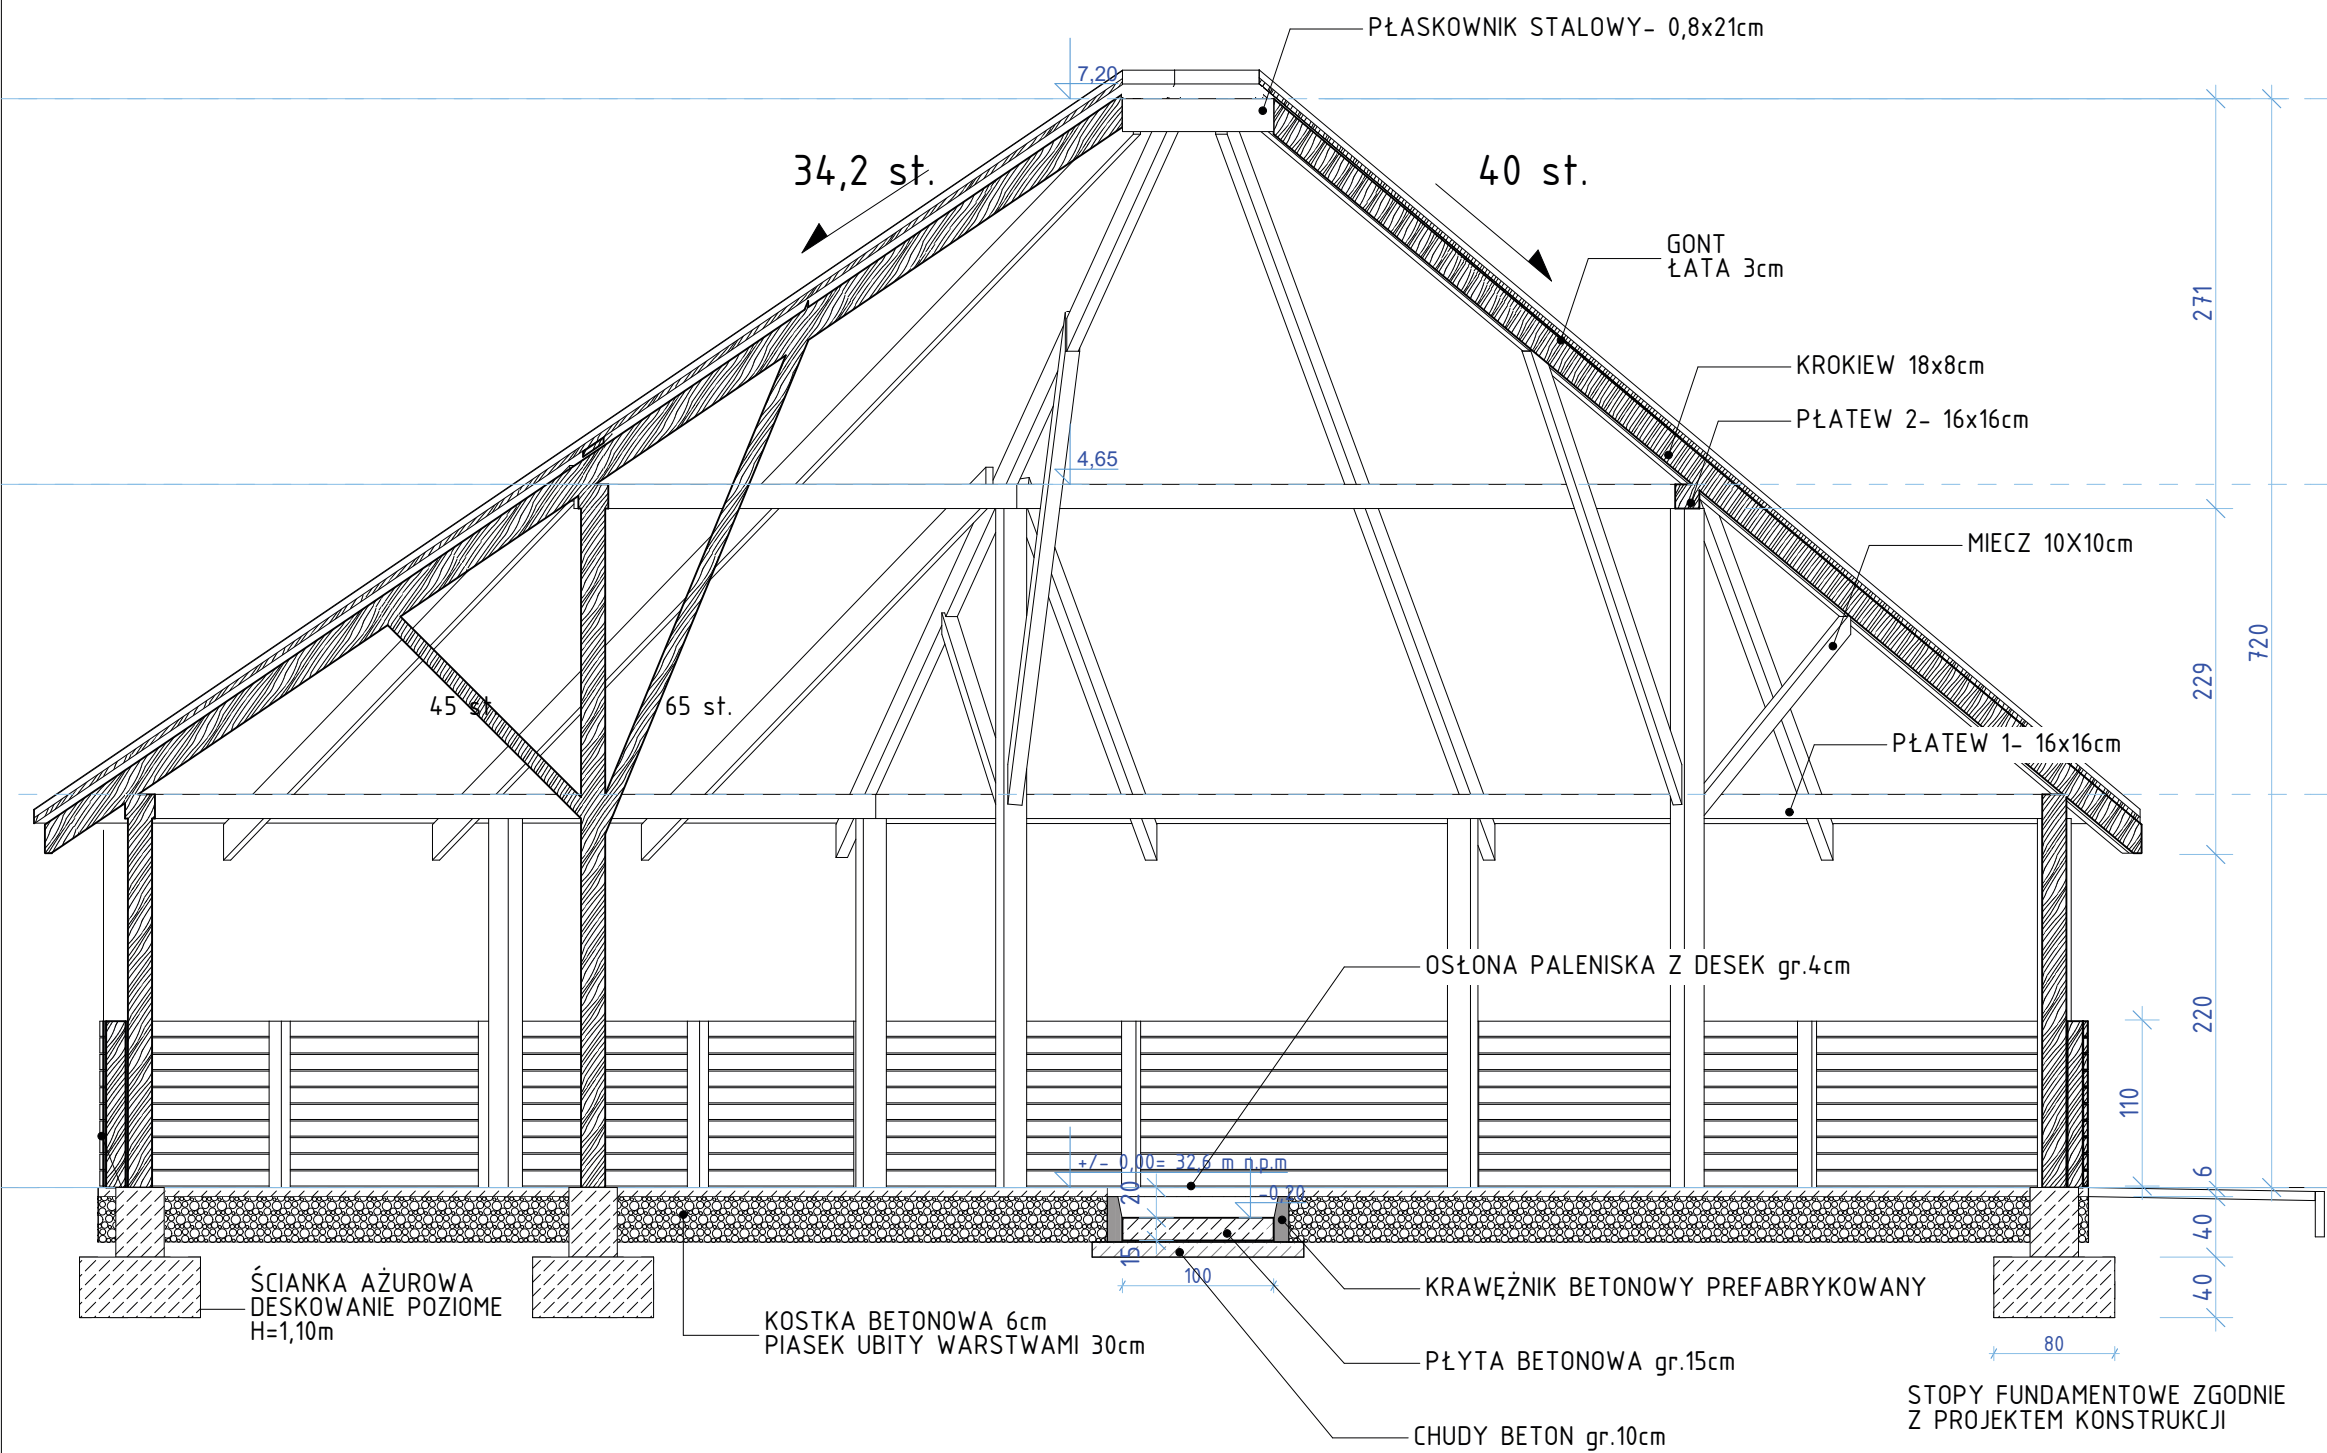 PŁASKOWNIK STALOWY- 0,8x21cm
7,20
34,2 st.
40 st.
GONT
ŁATA 3cm
271
KROKIEW 18x8cm
PŁATEW 2- 16x16cm
4,65
MIECZ 10X10cm
229
720
45 st
65 st.
PŁATEW 1- 16x16cm
OSŁONA PALENISKA Z DESEK gr.4cm
220
110
+/- 0,00= 32,6 m n.p.m
6
20
-0,20
40
15
100
40
ŚCIANKA AŻUROWA
DESKOWANIE POZIOME
H=1,10m
KRAWĘŻNIK BETONOWY PREFABRYKOWANY
KOSTKA BETONOWA 6cm
PIASEK UBITY WARSTWAMI 30cm
80
PŁYTA BETONOWA gr.15cm
STOPY FUNDAMENTOWE ZGODNIE
Z PROJEKTEM KONSTRUKCJI
CHUDY BETON gr.10cm